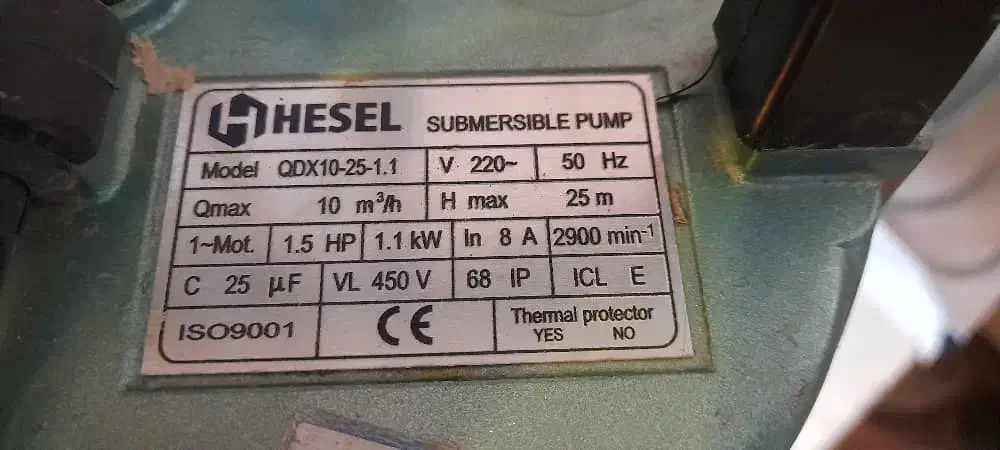 HESEL SUBMERSIBLE PUMP
Model QDX10-25-1.1 V 220~ 50 Hz
Qmax 10 m³/h H max 25 m
1~Mot. 1.5 HP 1.1 kW In 8 A 2900 min-1
C 25 µF VL 450 V 68 IP ICL E
ISO9001 CE Thermal protector
YES NO